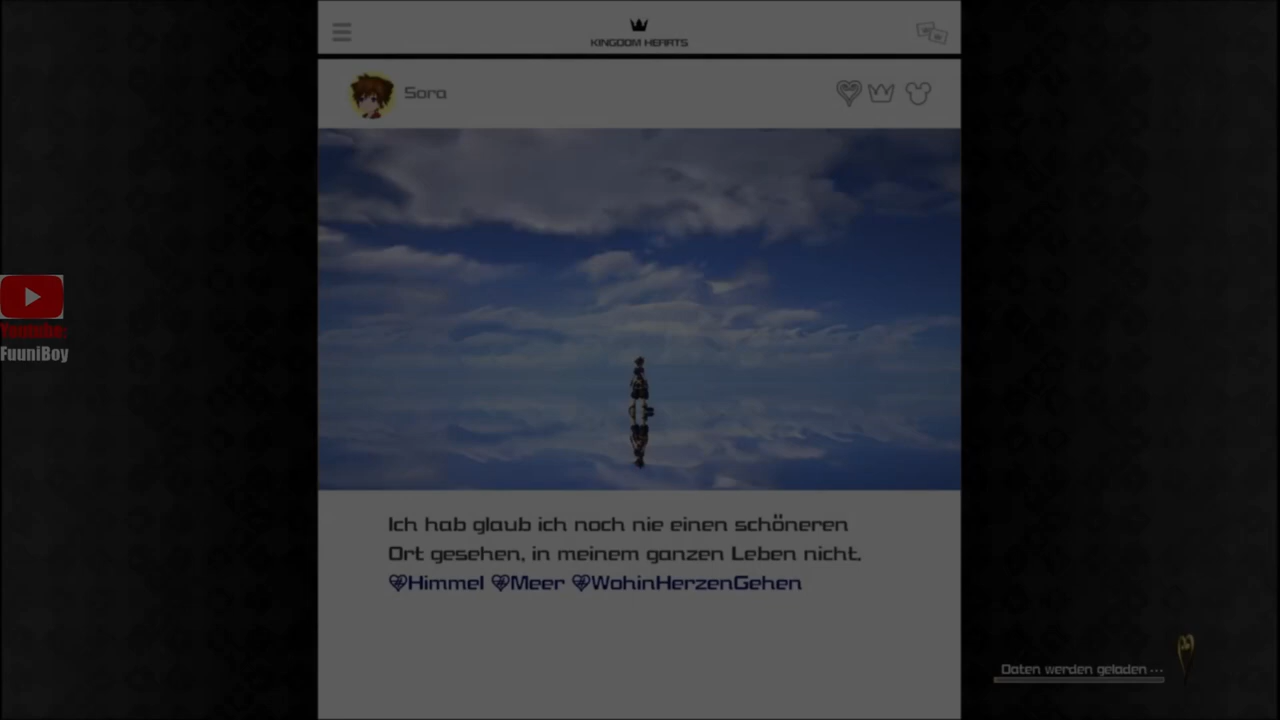 KINGDOM HEARTS
Sora
Youtube:
FuuniBoy
Ich hab glaub ich noch nie einen schöneren
Ort gesehen, in meinem ganzen Leben nicht.
Himmel Meer WohinHerzenGehen
Daten werden geladen ...